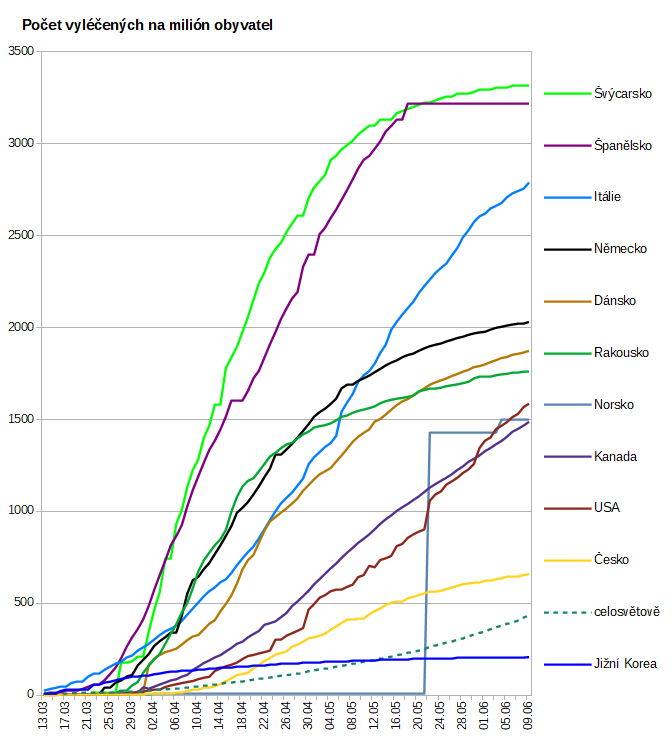 Počet vyléčených na milión obyvatel
3500
3000
2500
2000
1500
1000
500
0
13.03
17.03
21.03
25.03
29.03
02.04
06.04
10.04
14.04
18.04
22.04
26.04
30.04
04.05
08.05
12.05
16.05
20.05
24.05
28.05
01.06
05.06
09.06
Švýcarsko
Španělsko
Itálie
Německo
Dánsko
Rakousko
Norsko
Kanada
USA
Česko
celosvětově
Jižní Korea